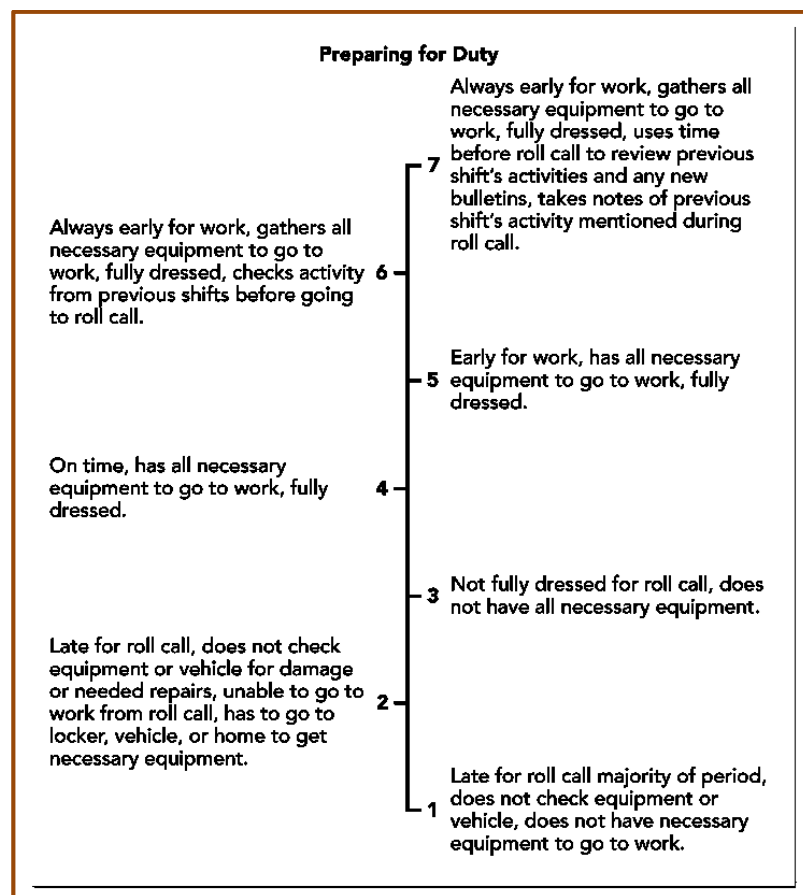 Preparing for Duty
Always early for work, gathers all
necessary equipment to go to
work, fully dressed, uses time
before roll call to review previous
shift's activities and any new
bulletins, takes notes of previous
shift's activity mentioned during
roll call.
7
Always early for work, gathers all
necessary equipment to go to
work, fully dressed, checks activity
from previous shifts before going
to roll call.
6
5
Early for work, has all necessary
equipment to go to work, fully
dressed.
On time, has all necessary
equipment to go to work, fully
dressed.
4
3
Not fully dressed for roll call, does
not have all necessary equipment.
Late for roll call, does not check
equipment or vehicle for damage
or needed repairs, unable to go to
work from roll call, has to go to
locker, vehicle, or home to get
necessary equipment.
2
1
Late for roll call majority of period,
does not check equipment or
vehicle, does not have necessary
equipment to go to work.